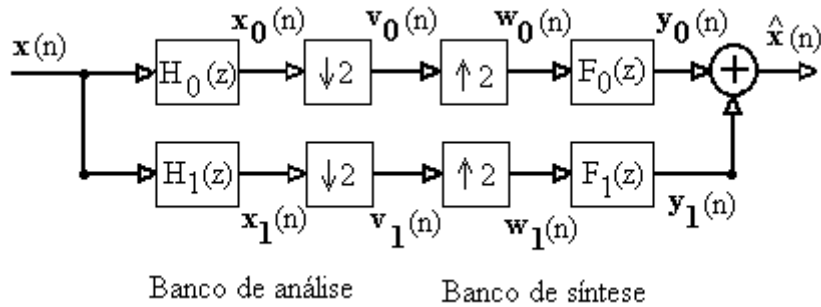 x(n) x₀(n) v₀(n) w₀(n) y₀(n) x̂(n)
H₀(z) ↓2 ↑2 F₀(z) +
H₁(z) ↓2 ↑2 F₁(z)
x₁(n) v₁(n) w₁(n) y₁(n)
Banco de análise Banco de síntese